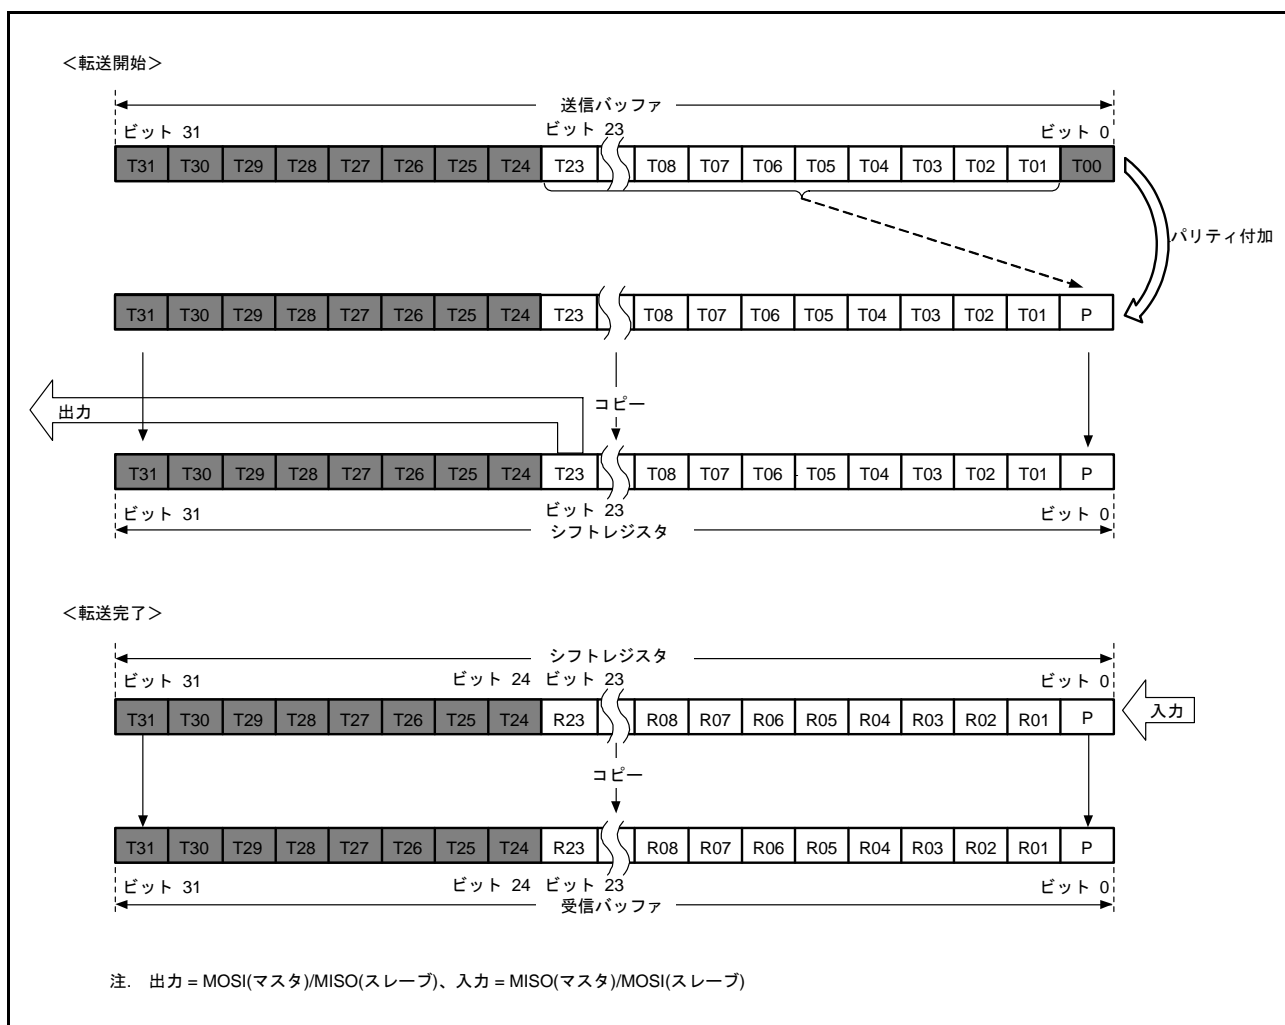 ＜転送開始＞
送信バッファ
ビット 31 ビット 23 ビット 0
T31 T30 T29 T28 T27 T26 T25 T24 T23 T08 T07 T06 T05 T04 T03 T02 T01 T00
パリティ付加
T31 T30 T29 T28 T27 T26 T25 T24 T23 T08 T07 T06 T05 T04 T03 T02 T01 P
コピー
出力
T31 T30 T29 T28 T27 T26 T25 T24 T23 T08 T07 T06 T05 T04 T03 T02 T01 P
ビット 31 ビット 23 ビット 0
シフトレジスタ
＜転送完了＞
シフトレジスタ
ビット 31 ビット 24 ビット 23 ビット 0
T31 T30 T29 T28 T27 T26 T25 T24 R23 R08 R07 R06 R05 R04 R03 R02 R01 P
入力
コピー
T31 T30 T29 T28 T27 T26 T25 T24 R23 R08 R07 R06 R05 R04 R03 R02 R01 P
ビット 31 ビット 24 ビット 23 ビット 0
受信バッファ
注. 出力 = MOSI(マスタ)/MISO(スレーブ)、入力 = MISO(マスタ)/MOSI(スレーブ)